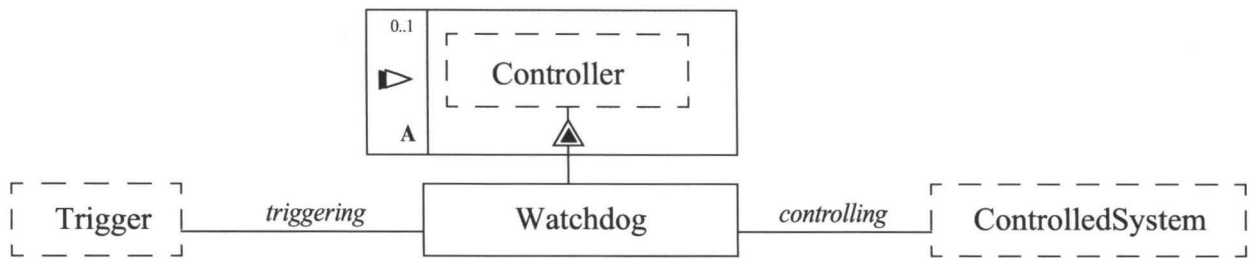 0..1
Controller
A
Trigger
triggering
Watchdog
controlling
ControlledSystem